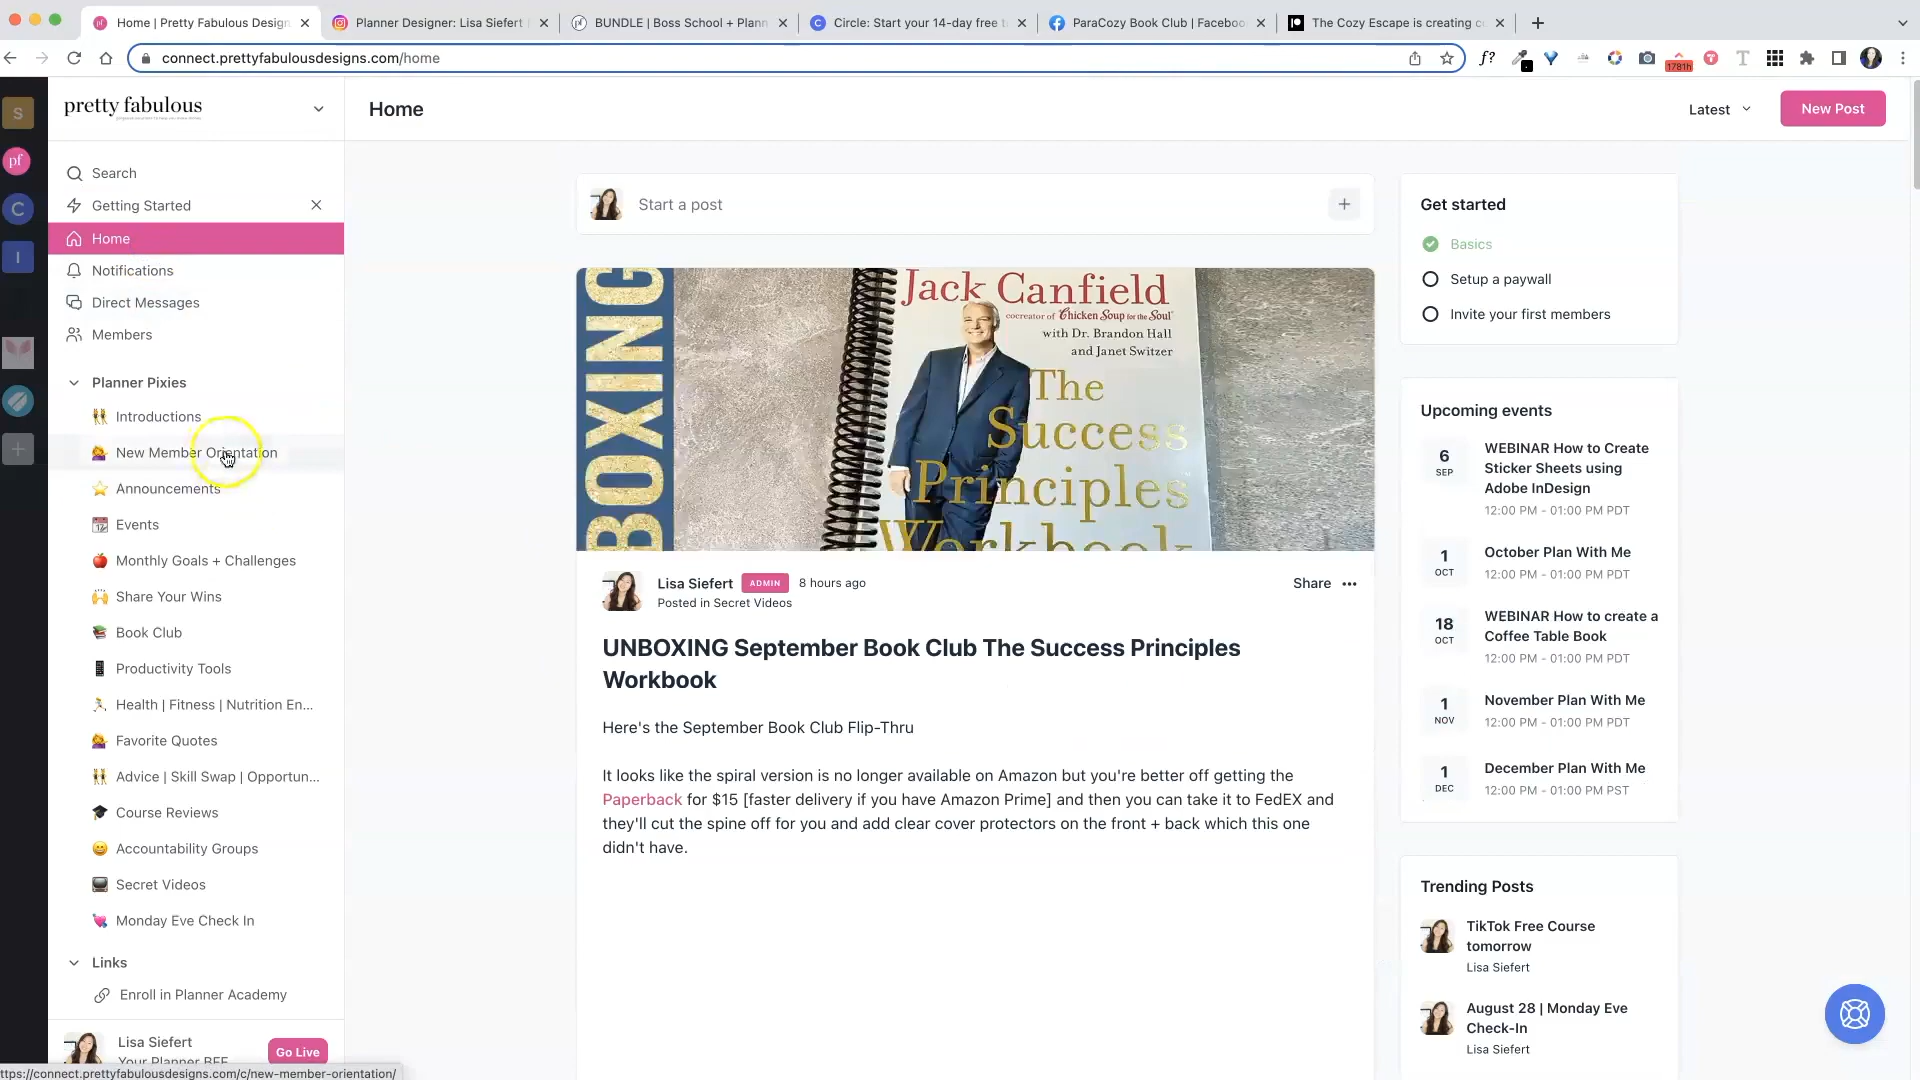 Home | Pretty Fabulous Design
Planner Designer: Lisa Siefert
BUNDLE | Boss School + Plann
Circle: Start your 14-day free t
ParaCozy Book Club | Faceboo
The Cozy Escape is creating c
connect.prettyfabulousdesigns.com/home
f?
1781h
T
S
pf
C
I
pretty fabulous
Home
Latest
New Post
Search
Getting Started
Home
Notifications
Direct Messages
Members
Planner Pixies
Introductions
New Member Orientation
Announcements
Events
Monthly Goals + Challenges
Share Your Wins
Book Club
Productivity Tools
Health | Fitness | Nutrition En...
Favorite Quotes
Advice | Skill Swap | Opportun...
Course Reviews
Accountability Groups
Secret Videos
Monday Eve Check In
Links
Enroll in Planner Academy
Lisa Siefert
Your Planner BFF
Go Live
ttps://connect.prettyfabulousdesigns.com/c/new-member-orientation/
Start a post
BOXING
Jack Canfield
cocreator of Chicken Soup for the Soul
with Dr. Brandon Hall
and Janet Switzer
The
Success
Principles
Workbook
Lisa Siefert ADMIN 8 hours ago
Posted in Secret Videos
Share
UNBOXING September Book Club The Success Principles
Workbook
Here's the September Book Club Flip-Thru
It looks like the spiral version is no longer available on Amazon but you're better off getting the
Paperback for $15 [faster delivery if you have Amazon Prime] and then you can take it to FedEX and
they'll cut the spine off for you and add clear cover protectors on the front + back which this one
didn't have.
Get started
Basics
Setup a paywall
Invite your first members
Upcoming events
6
SEP
WEBINAR How to Create
Sticker Sheets using
Adobe InDesign
12:00 PM - 01:00 PM PDT
1
OCT
October Plan With Me
12:00 PM - 01:00 PM PDT
18
OCT
WEBINAR How to create a
Coffee Table Book
12:00 PM - 01:00 PM PDT
1
NOV
November Plan With Me
12:00 PM - 01:00 PM PDT
1
DEC
December Plan With Me
12:00 PM - 01:00 PM PST
Trending Posts
TikTok Free Course
tomorrow
Lisa Siefert
August 28 | Monday Eve
Check-In
Lisa Siefert